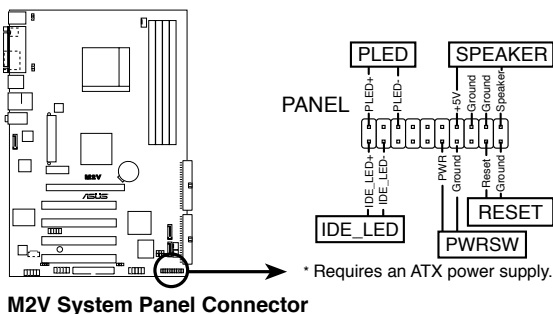 PLED
SPEAKER
PLED+
PLED-
+5V
Ground
Ground
Speaker
PANEL
IDE_LED+
IDE_LED-
PWR
Ground
Reset
Ground
IDE_LED
RESET
PWRSW
M2V
ASUS
* Requires an ATX power supply.
M2V System Panel Connector